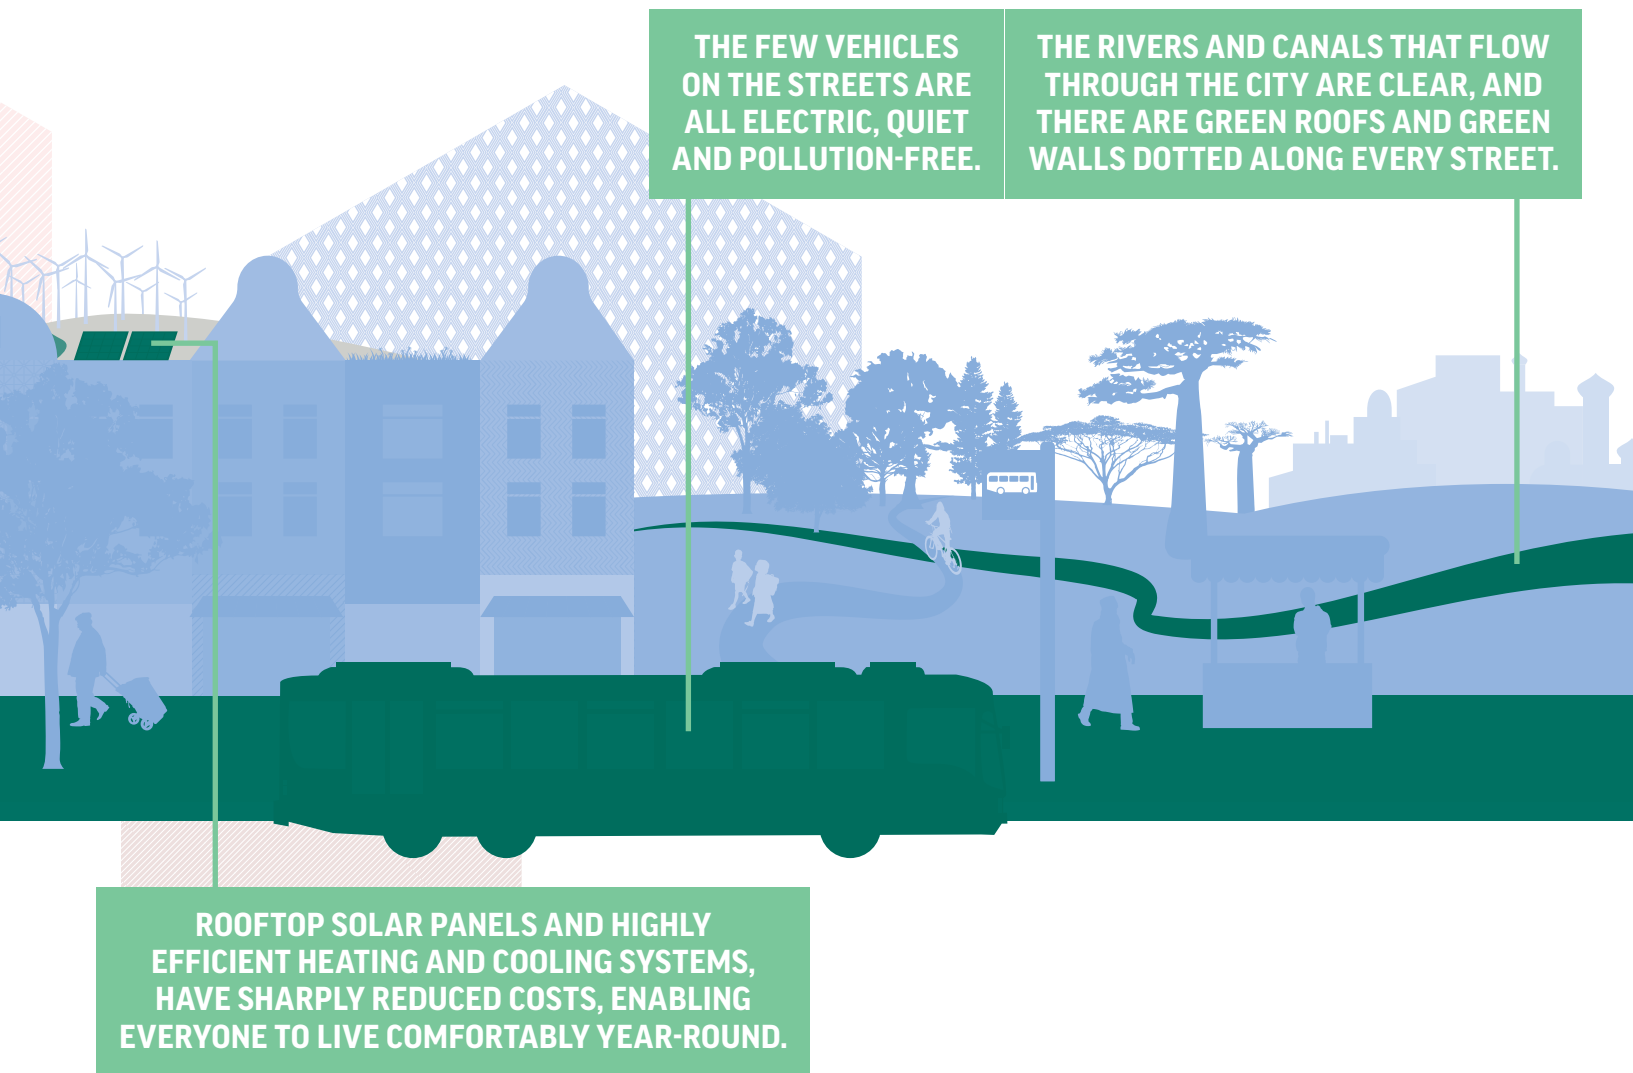 THE FEW VEHICLES
ON THE STREETS ARE
ALL ELECTRIC, QUIET
AND POLLUTION-FREE.
THE RIVERS AND CANALS THAT FLOW
THROUGH THE CITY ARE CLEAR, AND
THERE ARE GREEN ROOFS AND GREEN
WALLS DOTTED ALONG EVERY STREET.
ROOFTOP SOLAR PANELS AND HIGHLY
EFFICIENT HEATING AND COOLING SYSTEMS,
HAVE SHARPLY REDUCED COSTS, ENABLING
EVERYONE TO LIVE COMFORTABLY YEAR-ROUND.